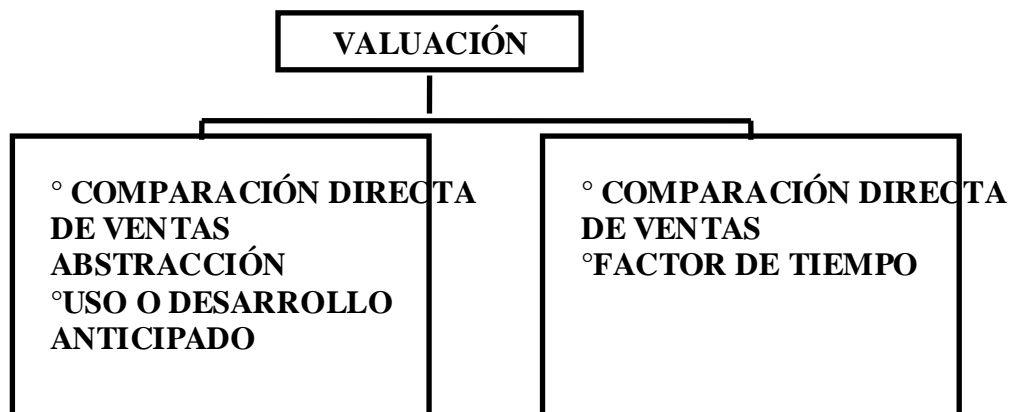 VALUACIÓN
° COMPARACIÓN DIRECTA
DE VENTAS
ABSTRACCIÓN
°USO O DESARROLLO
ANTICIPADO
° COMPARACIÓN DIRECTA
DE VENTAS
°FACTOR DE TIEMPO